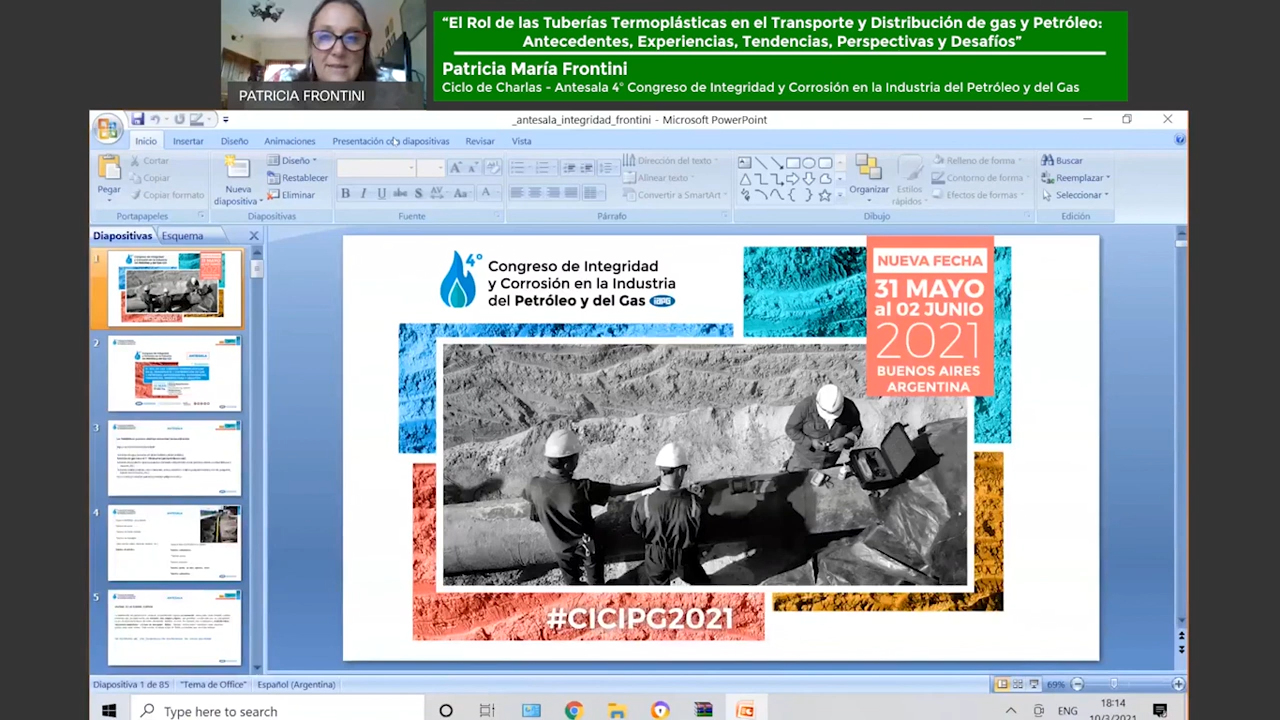 “El Rol de las Tuberías Termoplásticas en el Transporte y Distribución de gas y Petróleo:
Antecedentes, Experiencias, Tendencias, Perspectivas y Desafíos”
Patricia María Frontini
Ciclo de Charlas - Antesala 4° Congreso de Integridad y Corrosión en la Industria del Petróleo y del Gas
PATRICIA FRONTINI
_antesala_integridad_frontini - Microsoft PowerPoint
Inicio Insertar Diseño Animaciones Presentación con diapositivas Revisar Vista
Pegar
Cortar
Copiar
Copiar formato
Portapapeles
Nueva
diapositiva
Diseño
Restablecer
Eliminar
Diapositivas
Fuente
Dirección del texto
Alinear texto
Convertir a SmartArt
Párrafo
Organizar
Estilos
rápidos
Relleno de forma
Contorno de forma
Efectos de formas
Dibujo
Buscar
Reemplazar
Seleccionar
Edición
Diapositivas Esquema
1
2
3
4
5
4° Congreso de Integridad
y Corrosión en la Industria
del Petróleo y del Gas iapg
NUEVA FECHA
31 MAYO
al 02 JUNIO
2021
BUENOS AIRES
ARGENTINA
Diapositiva 1 de 85 "Tema de Office" Español (Argentina) 69%
Type here to search
ENG
18:14